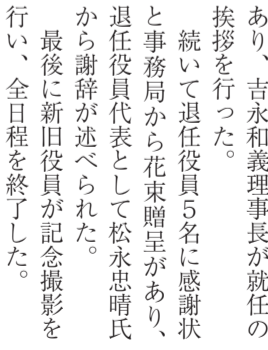 あり、吉永和義理事長が就任の
挨拶を行った。
　続いて退任役員５名に感謝状
と事務局から花束贈呈があり、
退任役員代表として松永忠晴氏
から謝辞が述べられた。
　最後に新旧役員が記念撮影を
行い、全日程を終了した。